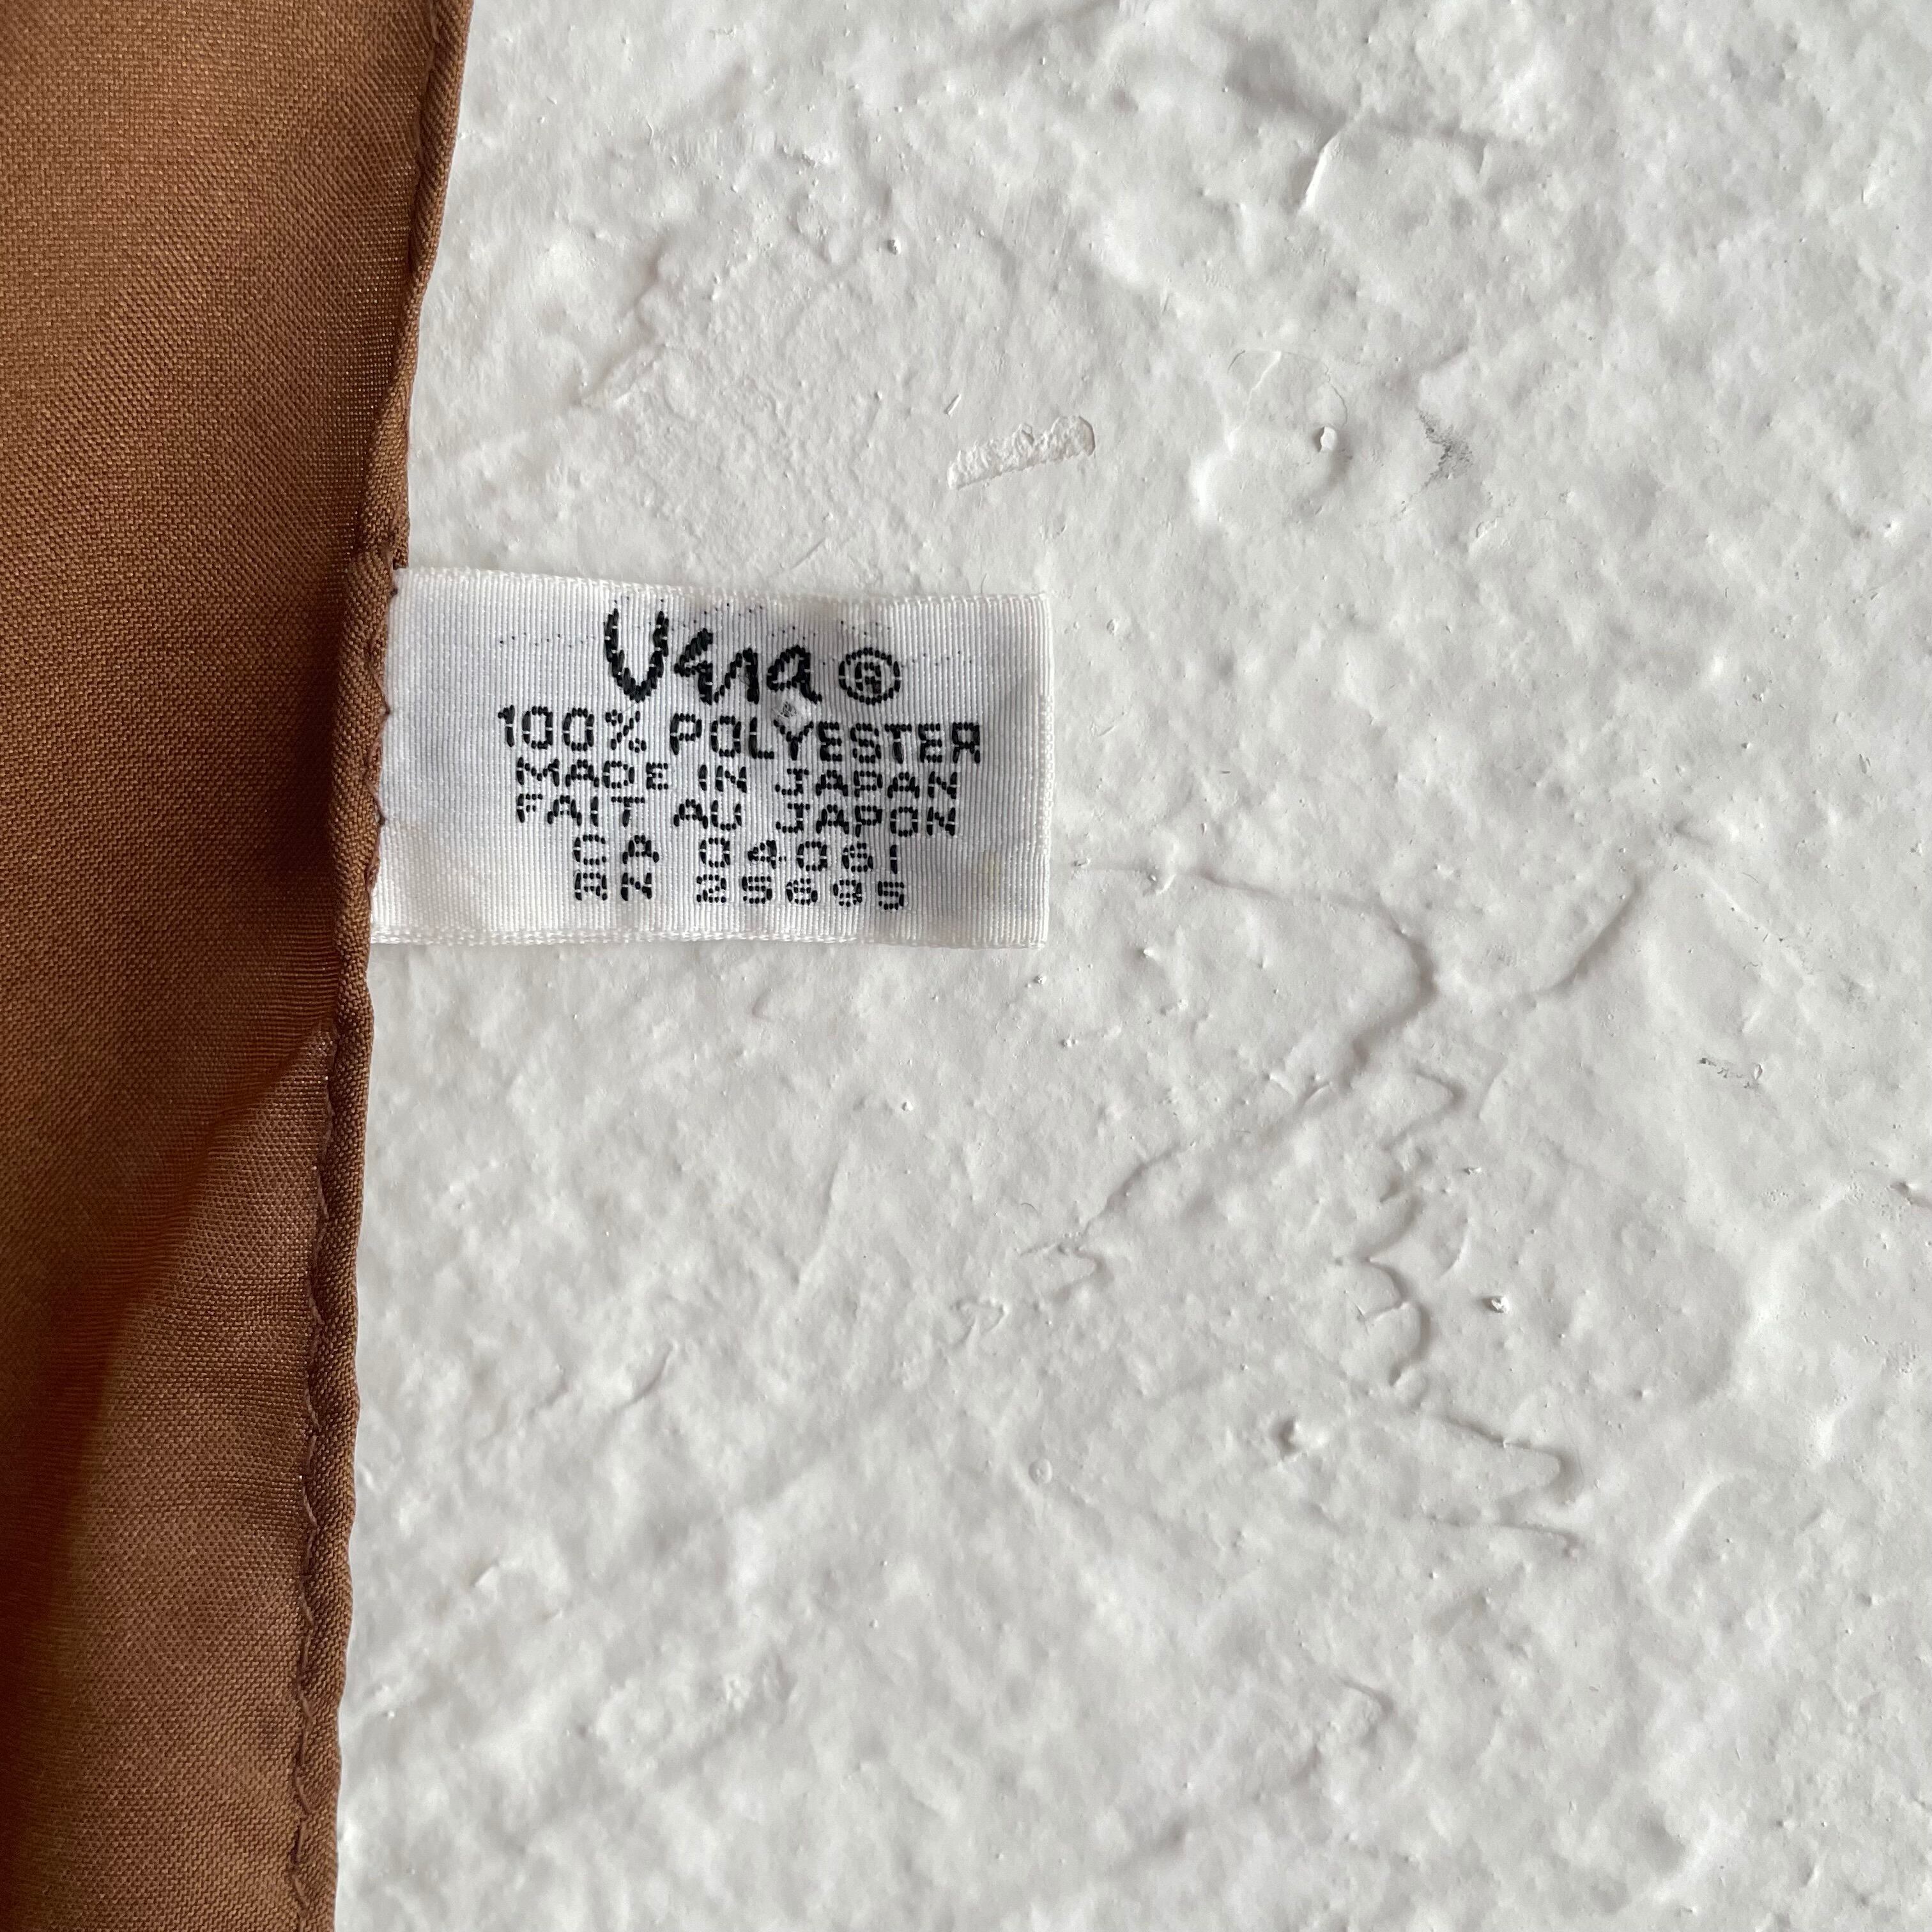 Vera ®
100% POLYESTER
MADE IN JAPAN
FAIT AU JAPON
CA 04061
RN 25695